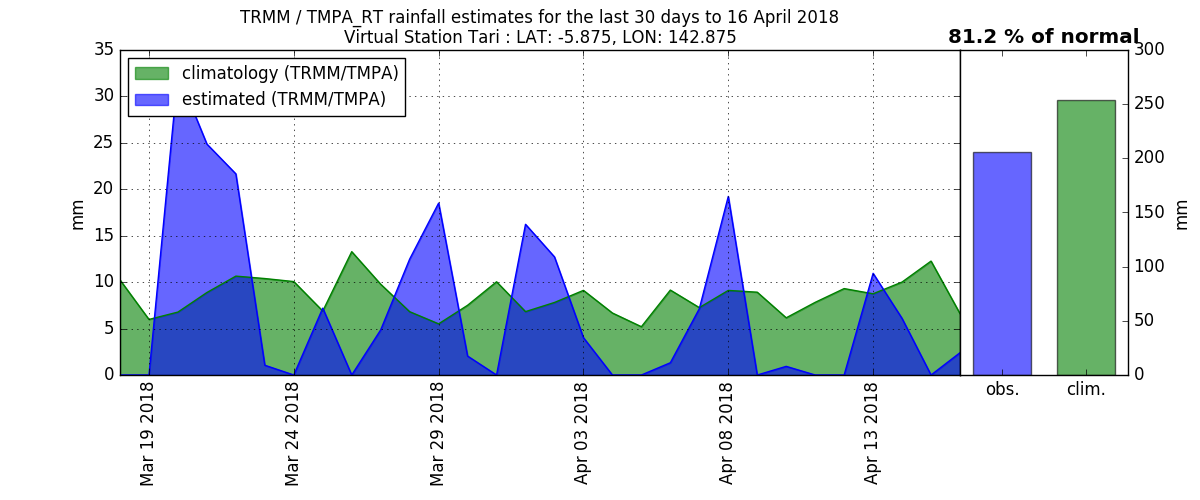 TRMM / TMPA_RT rainfall estimates for the last 30 days to 16 April 2018
Virtual Station Tari : LAT: -5.875, LON: 142.875
81.2 % of normal
climatology (TRMM/TMPA)
estimated (TRMM/TMPA)
35
30
25
20
15
10
5
0
mm
Mar 19 2018
Mar 24 2018
Mar 29 2018
Apr 03 2018
Apr 08 2018
Apr 13 2018
300
250
200
150
100
50
0
mm
obs.
clim.